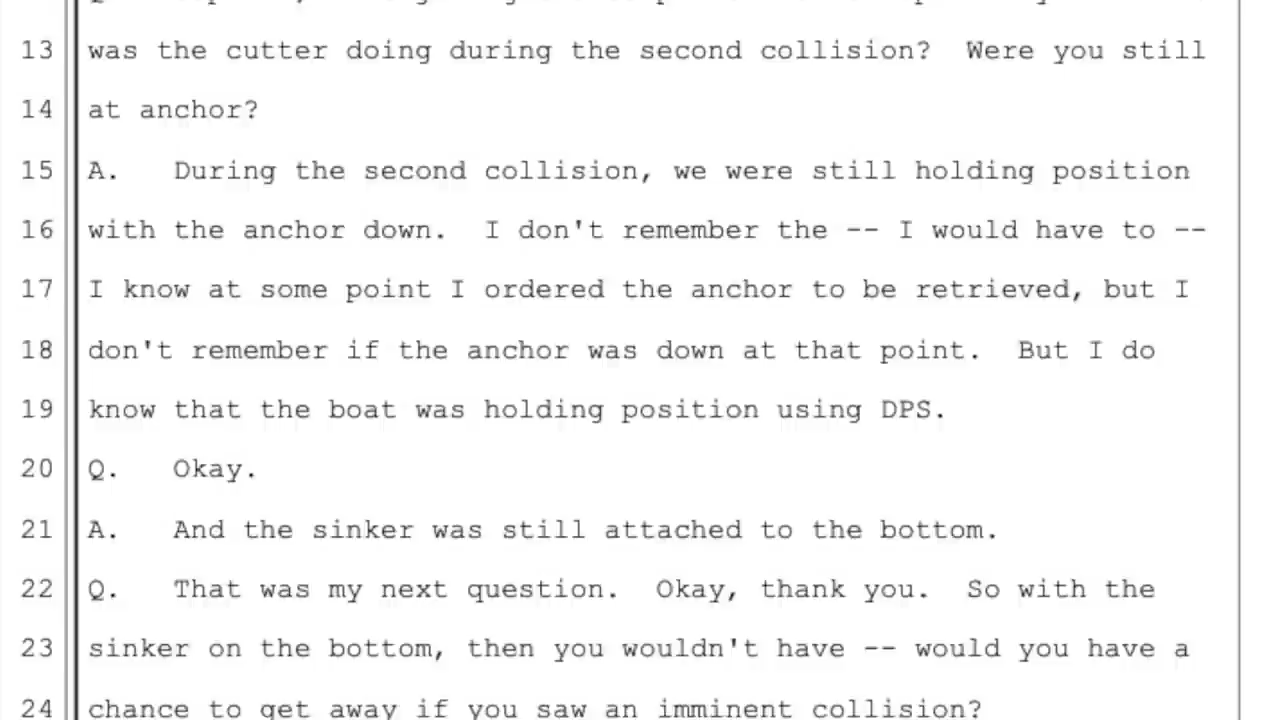 13 was the cutter doing during the second collision?  Were you still
14 at anchor?
15 A.   During the second collision, we were still holding position
16 with the anchor down.  I don't remember the -- I would have to --
17 I know at some point I ordered the anchor to be retrieved, but I
18 don't remember if the anchor was down at that point.  But I do
19 know that the boat was holding position using DPS.
20 Q.   Okay.
21 A.   And the sinker was still attached to the bottom.
22 Q.   That was my next question.  Okay, thank you.  So with the
23 sinker on the bottom, then you wouldn't have -- would you have a
24 chance to get away if you saw an imminent collision?